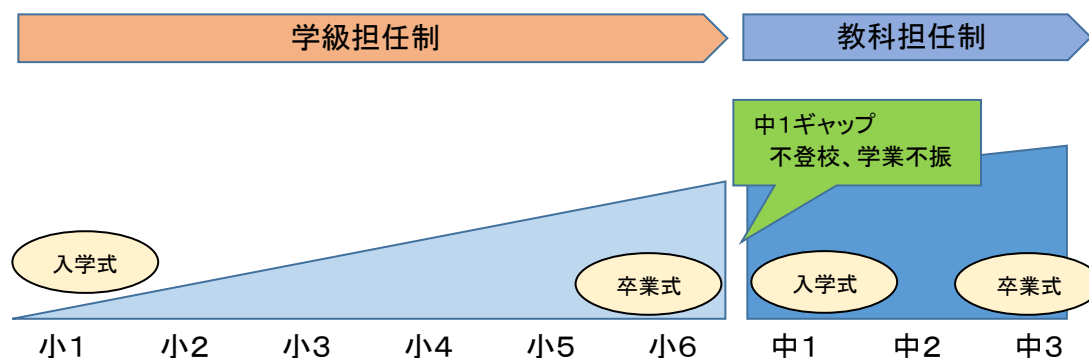 学級担任制
教科担任制
中1ギャップ
不登校、学業不振
入学式
卒業式
入学式
卒業式
小1 小2 小3 小4 小5 小6 中1 中2 中3